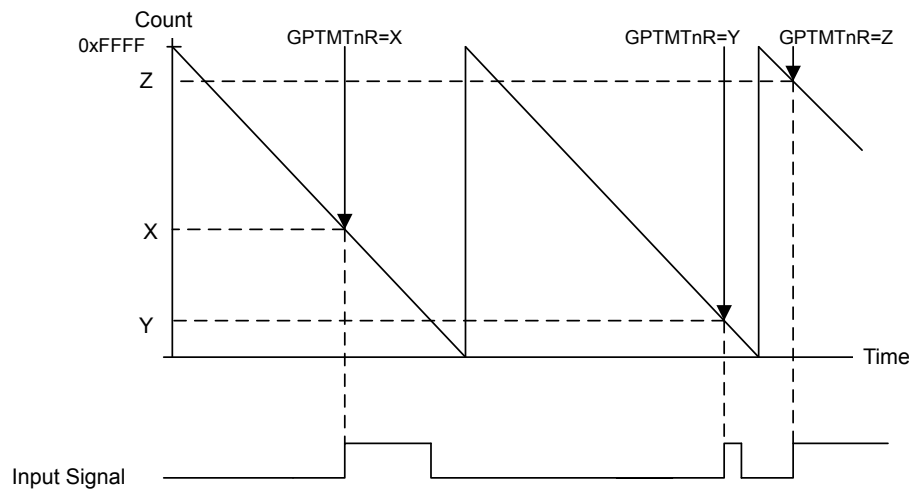 Count
0xFFFF
GPTMTnR=X
GPTMTnR=Y
GPTMTnR=Z
Z
X
Y
Time
Input Signal